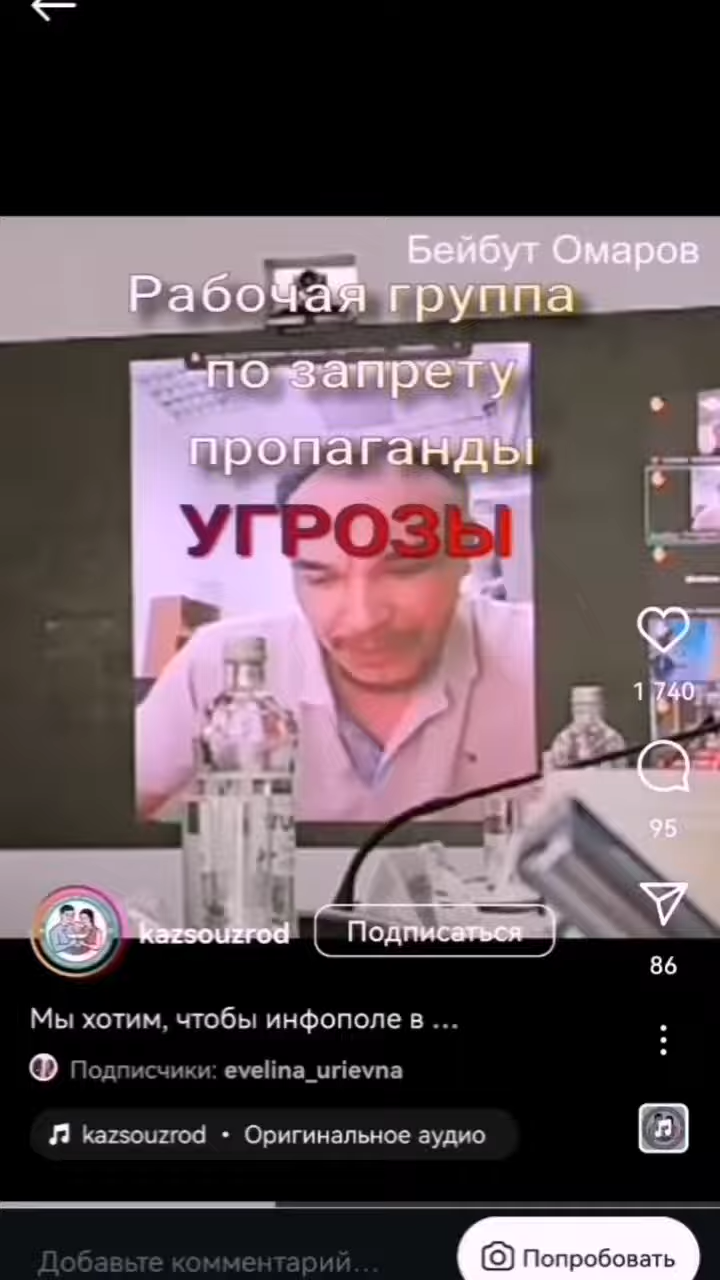 Бейбут Омаров
Рабочая группа
по запрету
пропаганды
УГРОЗЫ
1 740
95
86
kazsouzrod
Подписаться
Мы хотим, чтобы инфополе в ...
Подписчики: evelina_urievna
kazsouzrod • Оригинальное аудио
Добавьте комментарий...
Попробовать